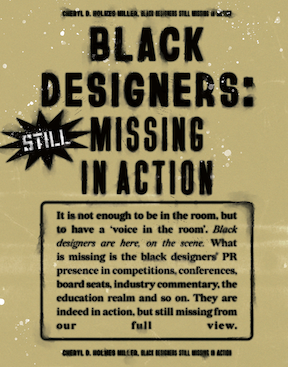 CHERYL D. HOLMES MILLER, BLACK DESIGNERS STILL MISSING IN ACTION
BLACK
DESIGNERS:
STILL MISSING
IN ACTION
It is not enough to be in the room, but
to have a ‘voice in the room’. Black
designers are here, on the scene. What
is missing is the black designers’ PR
presence in competitions, conferences,
board seats, industry commentary, the
education realm and so on. They are
indeed in action, but still missing from
our full view.
CHERYL D. HOLMES MILLER, BLACK DESIGNERS STILL MISSING IN ACTION